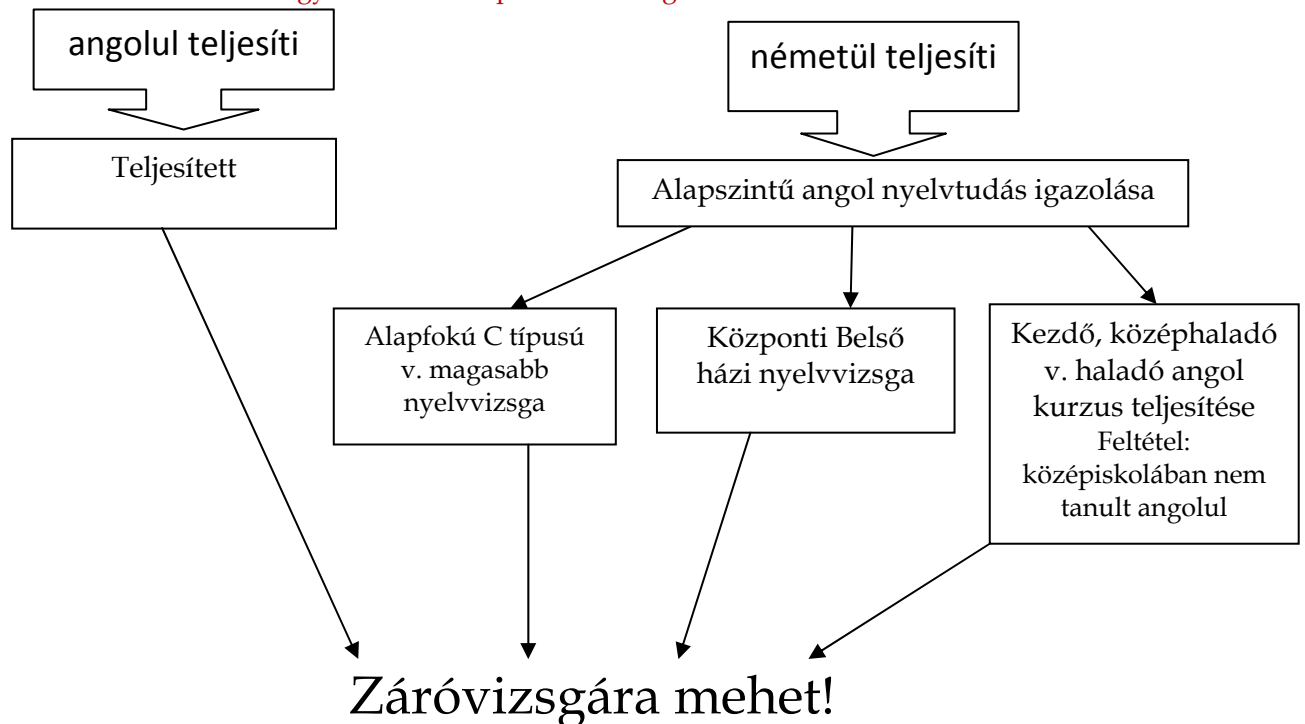 angolul teljesíti
németül teljesíti
Teljesített
Alapszintű angol nyelvtudás igazolása
Alapfokú C típusú
v. magasabb
nyelvvizsga
Központi Belső
házi nyelvvizsga
Kezdő, középhaladó
v. haladó angol
kurzus teljesítése
Feltétel:
középiskolában nem
tanult angolul
Záróvizsgára mehet!